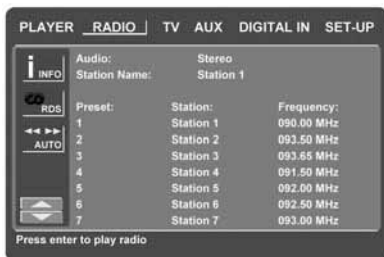 PLAYER RADIO TV AUX DIGITAL IN SET-UP
i INFO
Audio: Stereo
Station Name: Station 1
RDS
AUTO
Preset: Station: Frequency:
1 Station 1 090.00 MHz
2 Station 2 093.50 MHz
3 Station 3 093.65 MHz
4 Station 4 091.50 MHz
5 Station 5 092.00 MHz
6 Station 6 092.50 MHz
7 Station 7 093.00 MHz
Press enter to play radio